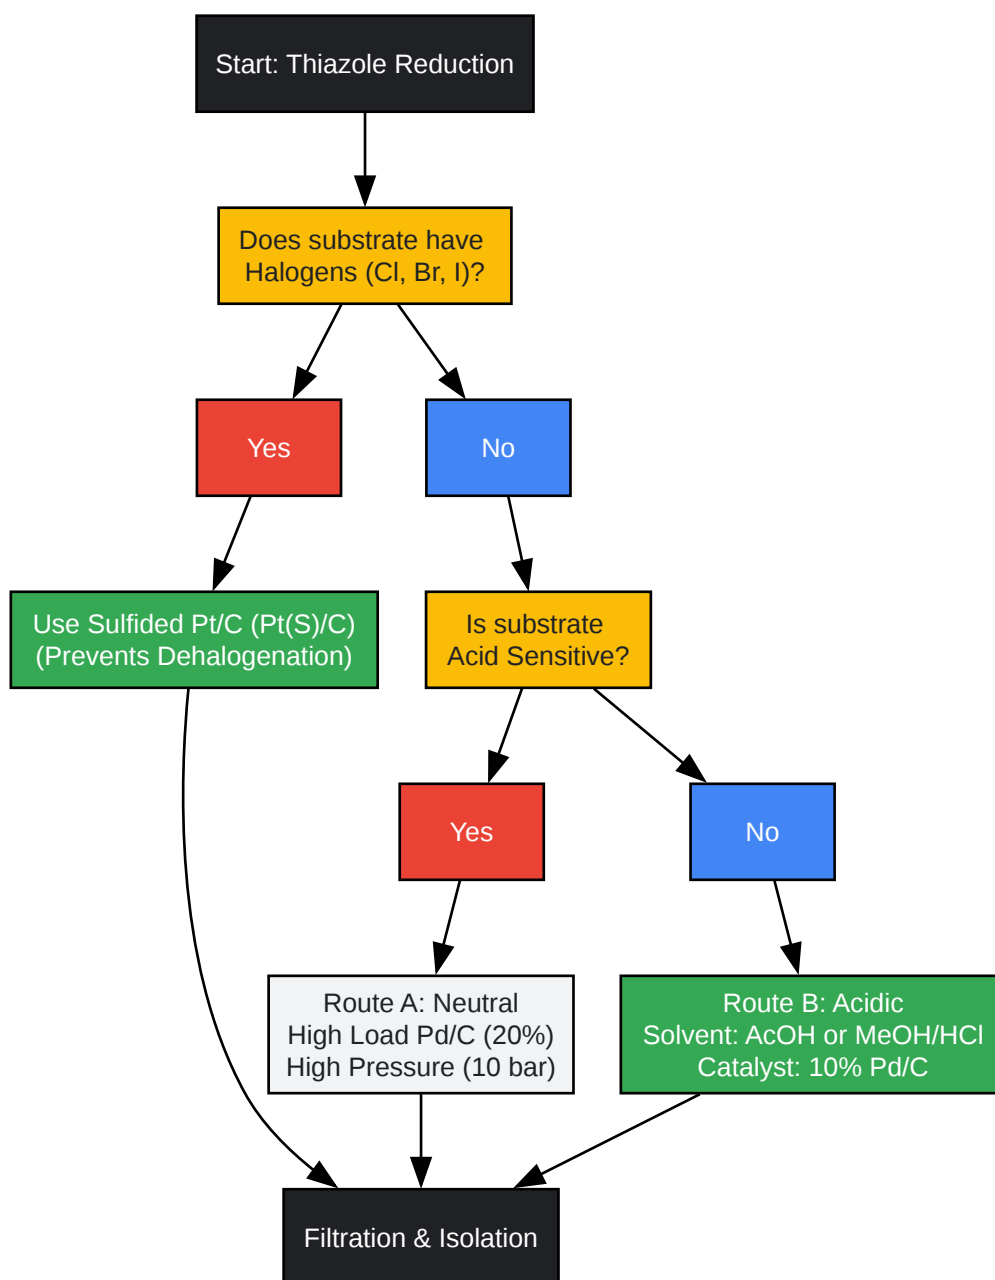 Start: Thiazole Reduction
Does substrate have
Halogens (Cl, Br, I)?
Yes
No
Use Sulfided Pt/C (Pt(S)/C)
(Prevents Dehalogenation)
Is substrate
Acid Sensitive?
Yes
No
Route A: Neutral
High Load Pd/C (20%)
High Pressure (10 bar)
Route B: Acidic
Solvent: AcOH or MeOH/HCl
Catalyst: 10% Pd/C
Filtration & Isolation